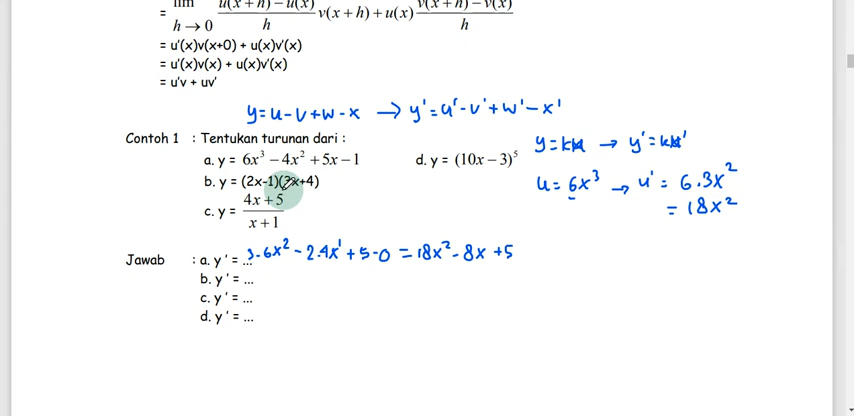 = lim h → 0 u(x + h) − u(x) / h v(x + h) + u(x) v(x + h) − v(x) / h
= u'(x)v(x+0) + u(x)v'(x)
= u'(x)v(x) + u(x)v'(x)
= u'v + uv'
y = u − v + w − x → y' = u' − v' + w' − x'
Contoh 1 : Tentukan turunan dari :
y = ku → y' = ku'
a. y = 6x³ − 4x² + 5x − 1 d. y = (10x − 3)⁵
b. y = (2x-1)(3x+4)
u = 6x³ → u' = 6.3x²
= 18x²
c. y = 4x + 5 / x + 1
Jawab : a. y' = ... 3.6x² − 2.4x¹ + 5 - 0 = 18x² − 8x + 5
b. y' = ...
c. y' = ...
d. y' = ...